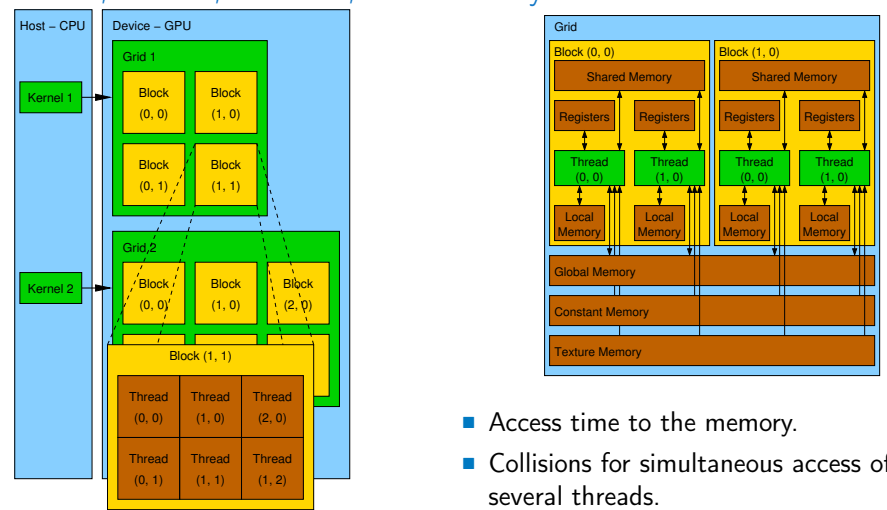 Host – CPU
Device – GPU
Grid 1
Kernel 1
Block
(0, 0)
Block
(1, 0)
Block
(0, 1)
Block
(1, 1)
Grid 2
Kernel 2
Block
(0, 0)
Block
(1, 0)
Block
(2, 0)
Block (1, 1)
Thread
(0, 0)
Thread
(1, 0)
Thread
(2, 0)
Thread
(0, 1)
Thread
(1, 1)
Thread
(1, 2)
Grid
Block (0, 0)
Shared Memory
Registers
Registers
Thread
(0, 0)
Thread
(1, 0)
Local
Memory
Local
Memory
Block (1, 0)
Shared Memory
Registers
Registers
Thread
(0, 0)
Thread
(1, 0)
Local
Memory
Local
Memory
Global Memory
Constant Memory
Texture Memory
■ Access time to the memory.
■ Collisions for simultaneous access of
several threads.